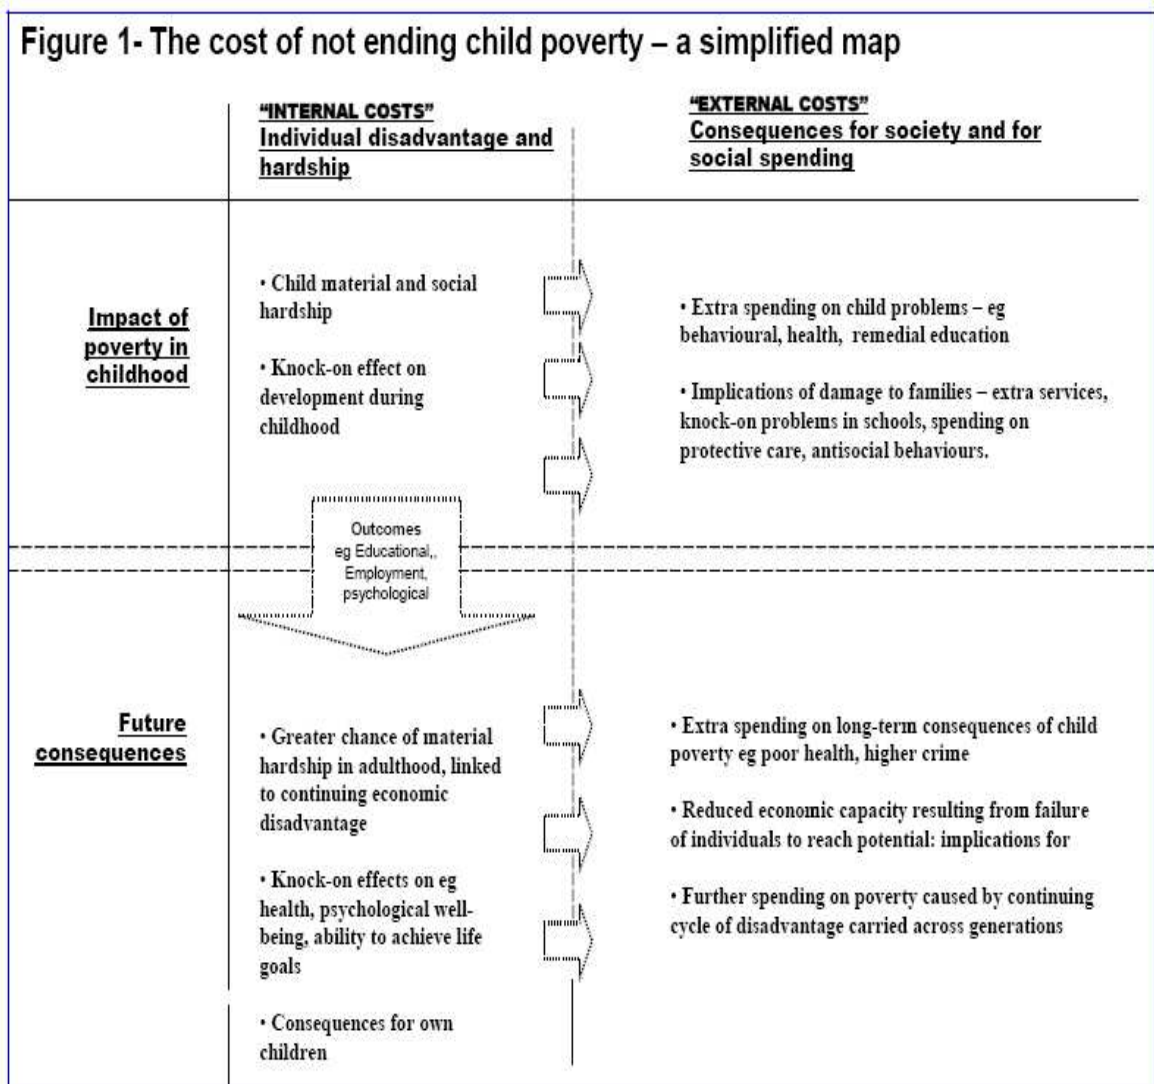 Figure 1- The cost of not ending child poverty – a simplified map
“INTERNAL COSTS”
Individual disadvantage and
hardship
“EXTERNAL COSTS”
Consequences for society and for
social spending
Impact of
poverty in
childhood
• Child material and social
hardship
• Knock-on effect on
development during
childhood
• Extra spending on child problems – eg
behavioural, health, remedial education
• Implications of damage to families – extra services,
knock-on problems in schools, spending on
protective care, antisocial behaviours.
Outcomes
eg Educational,,
Employment,
psychological
Future
consequences
• Greater chance of material
hardship in adulthood, linked
to continuing economic
disadvantage
• Knock-on effects on eg
health, psychological well-
being, ability to achieve life
goals
• Consequences for own
children
• Extra spending on long-term consequences of child
poverty eg poor health, higher crime
• Reduced economic capacity resulting from failure
of individuals to reach potential: implications for
• Further spending on poverty caused by continuing
cycle of disadvantage carried across generations